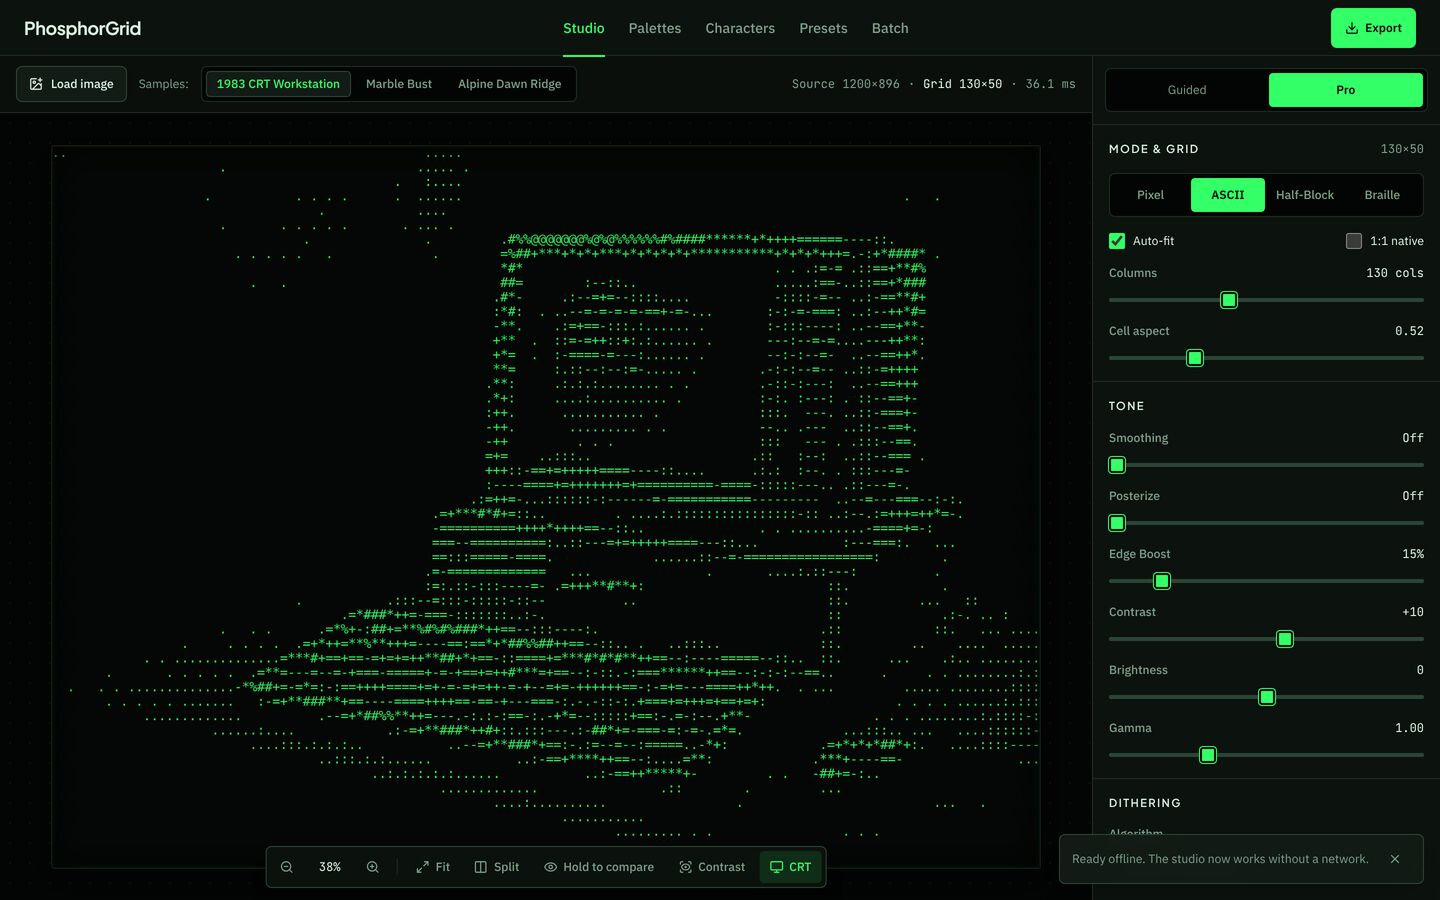 PhosphorGrid
Studio
Palettes
Characters
Presets
Batch
Export
Load image
Samples:
1983 CRT Workstation
Marble Bust
Alpine Dawn Ridge
Source 1200×896 · Grid 130×50 · 36.1 ms
Guided
Pro
MODE & GRID
130×50
Pixel
ASCII
Half-Block
Braille
Auto-fit
1:1 native
Columns
130 cols
Cell aspect
0.52
TONE
Smoothing
Off
Posterize
Off
Edge Boost
15%
Contrast
+10
Brightness
0
Gamma
1.00
DITHERING
Algorithm
38%
Fit
Split
Hold to compare
Contrast
CRT
Ready offline. The studio now works without a network.